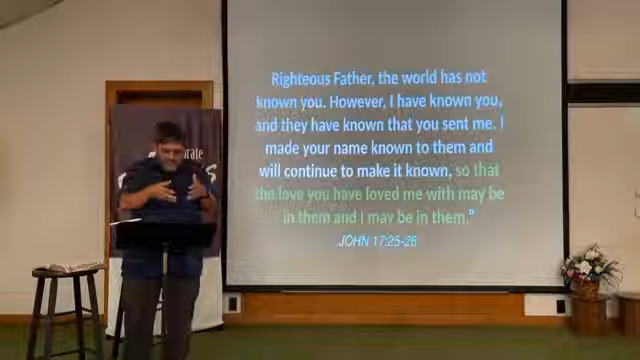 Righteous Father, the world has not
known you. However, I have known you,
and they have known that you sent me. I
made your name known to them and
will continue to make it known, so that
the love you have loved me with may be
in them and I may be in them."
JOHN 17:25-26